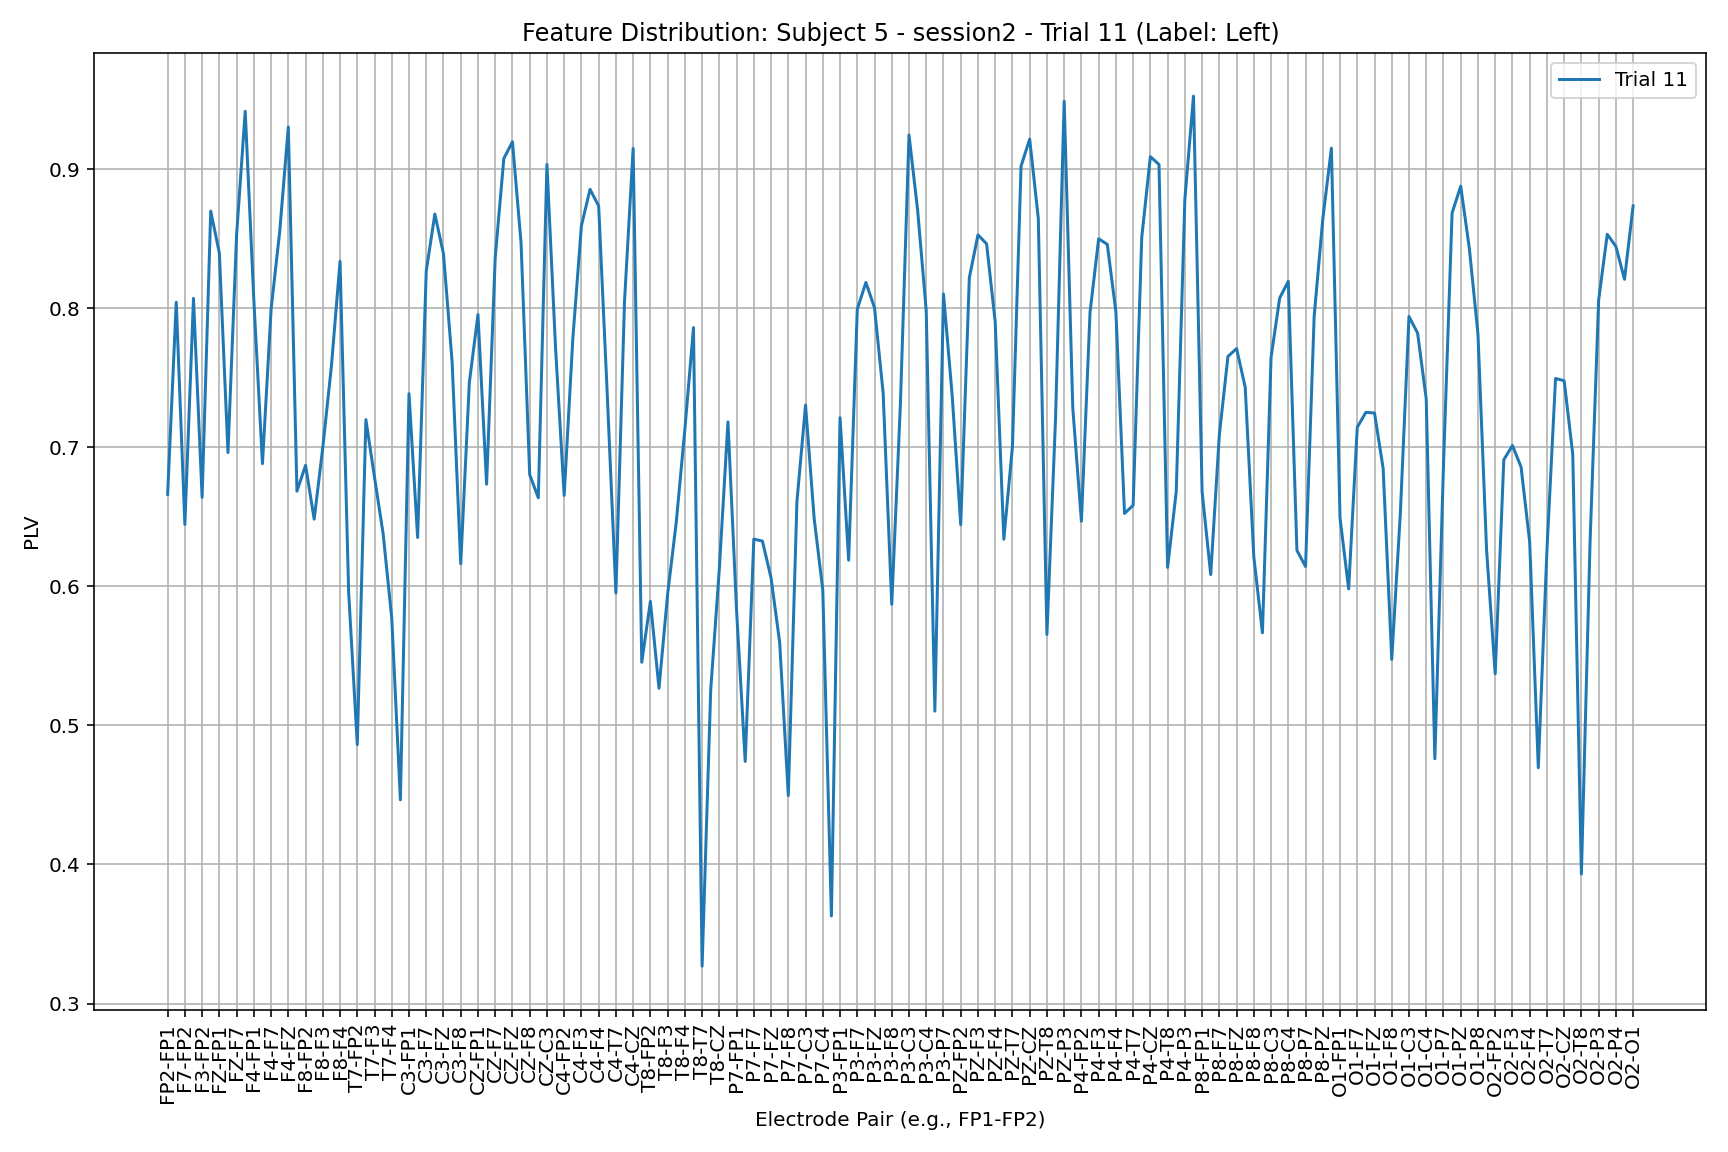 Feature Distribution: Subject 5 - session2 - Trial 11 (Label: Left)
Trial 11
PLV
0.9
0.8
0.7
0.6
0.5
0.4
0.3
FP2-FP1
F7-FP2
F3-FP2
FZ-FP1
FZ-F7
F4-FP1
F4-F7
F4-FZ
F8-FP2
F8-F3
F8-F4
T7-FP2
T7-F3
T7-F4
C3-FP1
C3-F7
C3-FZ
C3-F8
CZ-FP1
CZ-F7
CZ-FZ
CZ-F8
CZ-C3
C4-FP2
C4-F3
C4-F4
C4-T7
C4-CZ
T8-FP2
T8-F3
T8-F4
T8-T7
T8-CZ
P7-FP1
P7-F7
P7-FZ
P7-F8
P7-C3
P7-C4
P3-FP1
P3-F7
P3-FZ
P3-F8
P3-C3
P3-C4
P3-P7
PZ-FP2
PZ-F3
PZ-F4
PZ-T7
PZ-CZ
PZ-T8
PZ-P3
P4-FP2
P4-F3
P4-F4
P4-T7
P4-CZ
P4-T8
P4-P3
P8-FP1
P8-F7
P8-FZ
P8-F8
P8-C3
P8-C4
P8-P7
P8-PZ
O1-FP1
O1-F7
O1-FZ
O1-F8
O1-C3
O1-C4
O1-P7
O1-PZ
O1-P8
O2-FP2
O2-F3
O2-F4
O2-T7
O2-CZ
O2-T8
O2-P3
O2-P4
O2-O1
Electrode Pair (e.g., FP1-FP2)